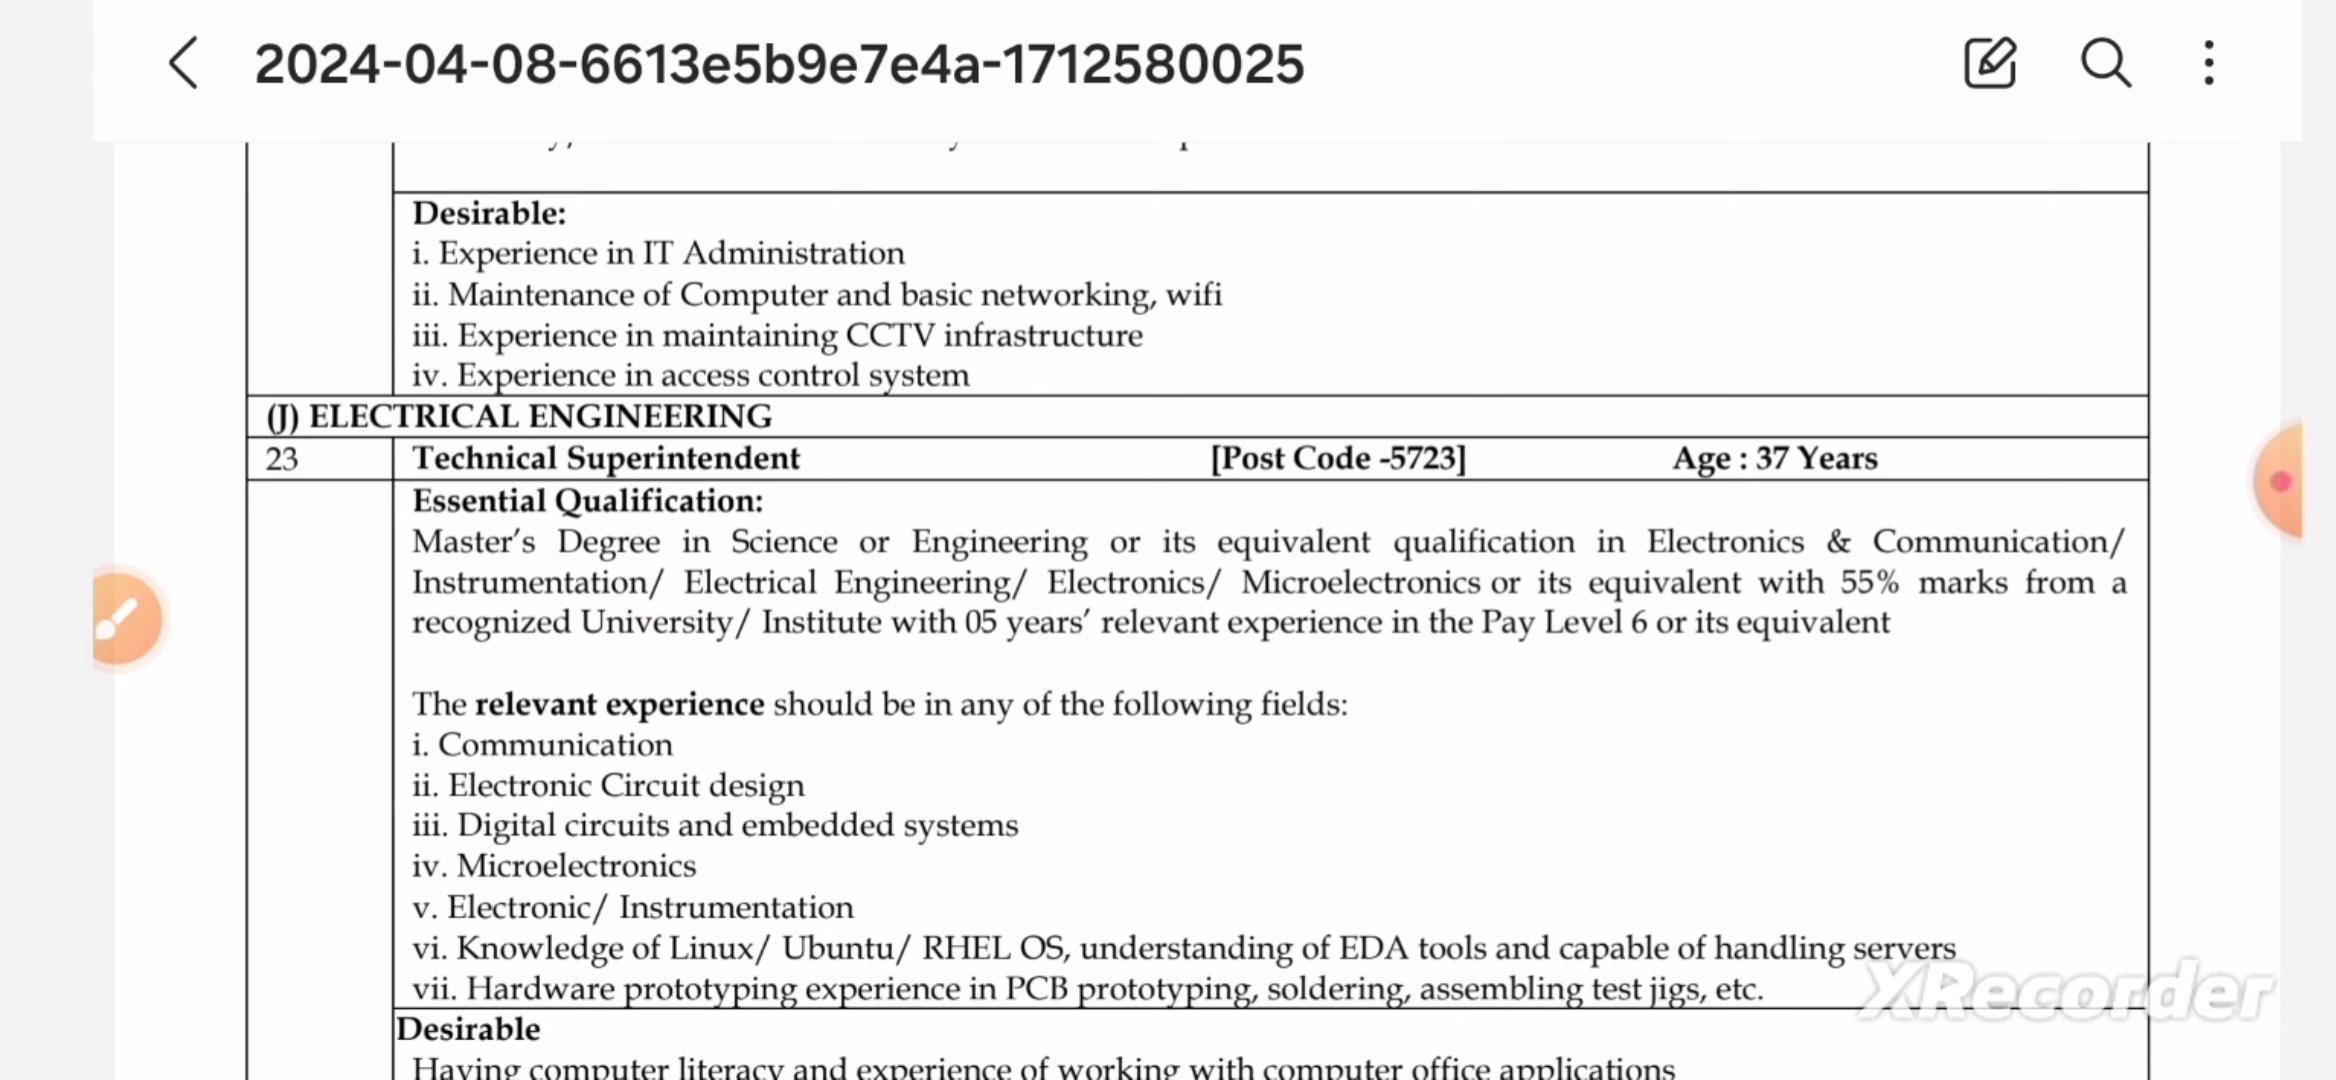 2024-04-08-6613e5b9e7e4a-1712580025
Desirable:
i. Experience in IT Administration
ii. Maintenance of Computer and basic networking, wifi
iii. Experience in maintaining CCTV infrastructure
iv. Experience in access control system
(J) ELECTRICAL ENGINEERING
23 Technical Superintendent [Post Code -5723] Age : 37 Years
Essential Qualification:
Master's Degree in Science or Engineering or its equivalent qualification in Electronics & Communication/
Instrumentation/ Electrical Engineering/ Electronics/ Microelectronics or its equivalent with 55% marks from a
recognized University/ Institute with 05 years' relevant experience in the Pay Level 6 or its equivalent
The relevant experience should be in any of the following fields:
i. Communication
ii. Electronic Circuit design
iii. Digital circuits and embedded systems
iv. Microelectronics
v. Electronic/ Instrumentation
vi. Knowledge of Linux/ Ubuntu/ RHEL OS, understanding of EDA tools and capable of handling servers
vii. Hardware prototyping experience in PCB prototyping, soldering, assembling test jigs, etc.
XRecorder
Desirable
Having computer literacy and experience of working with computer office applications